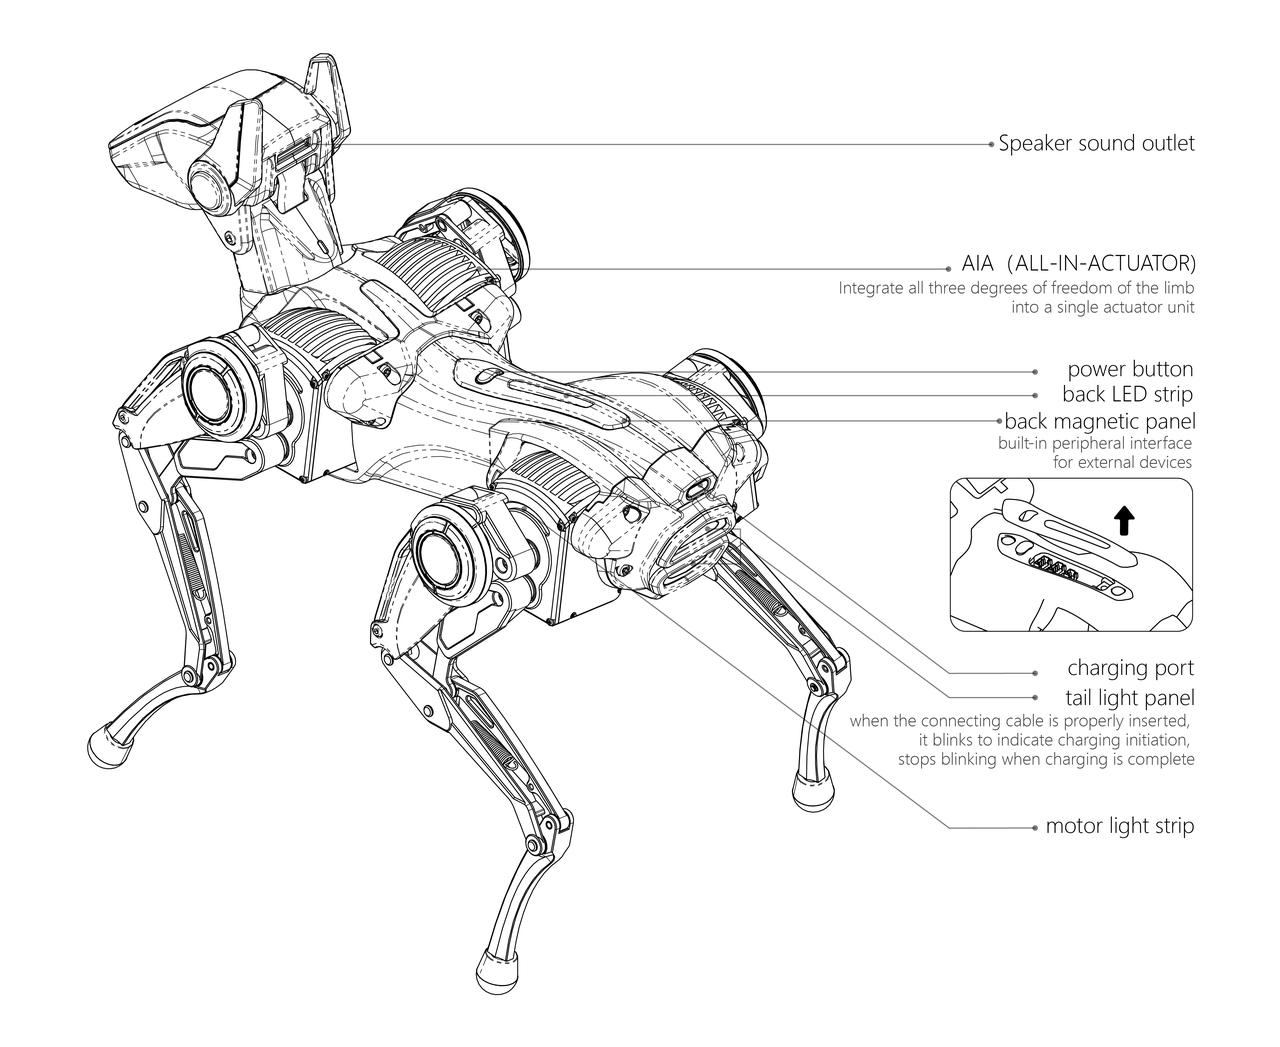 Speaker sound outlet
AIA (ALL-IN-ACTUATOR)
Integrate all three degrees of freedom of the limb
into a single actuator unit
power button
back LED strip
back magnetic panel
built-in peripheral interface
for external devices
charging port
tail light panel
when the connecting cable is properly inserted,
it blinks to indicate charging initiation,
stops blinking when charging is complete
motor light strip